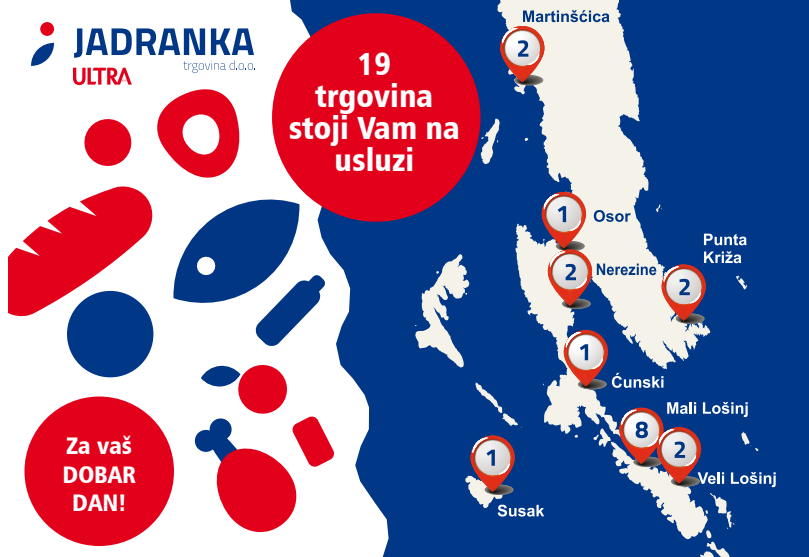 JADRANKA
trgovina d.o.o.
ULTRA
19
trgovina
stoji Vam na
usluzi
Za vaš
DOBAR
DAN!
Martinšćica
2
1
Osor
2
Nerezine
Punta
Križa
2
1
Ćunski
Mali Lošinj
8
2
Veli Lošinj
1
Susak